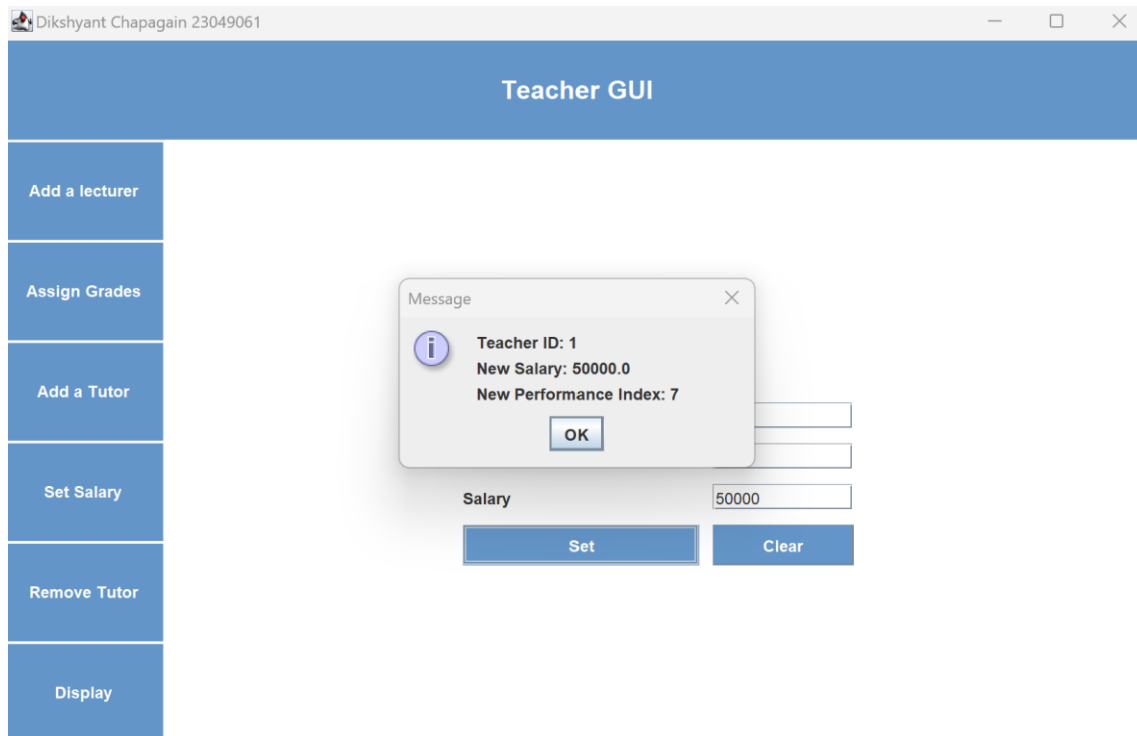 Dikshyant Chapagain 23049061
Teacher GUI
Add a lecturer
Assign Grades
Add a Tutor
Set Salary
Remove Tutor
Display
Message
Teacher ID: 1
New Salary: 50000.0
New Performance Index: 7
OK
Salary 50000
Set Clear